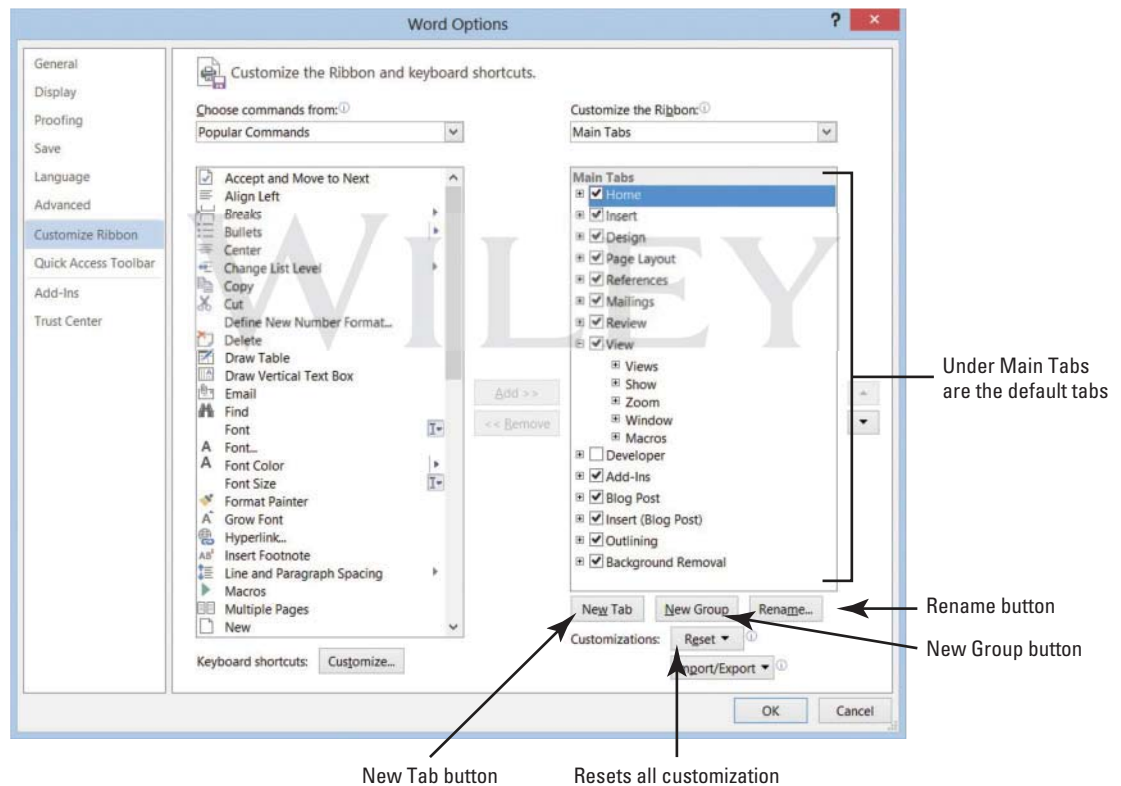 Word Options
?
General
Display
Proofing
Save
Language
Advanced
Customize Ribbon
Quick Access Toolbar
Add-Ins
Trust Center
Customize the Ribbon and keyboard shortcuts.
Choose commands from:
Popular Commands
Accept and Move to Next
Align Left
Breaks
Bullets
Center
Change List Level
Copy
Cut
Define New Number Format...
Delete
Draw Table
Draw Vertical Text Box
Email
Find
Font
Font...
Font Color
Font Size
Format Painter
Grow Font
Hyperlink...
Insert Footnote
Line and Paragraph Spacing
Macros
Multiple Pages
New
Keyboard shortcuts: Customize...
Add >>
<< Remove
Customize the Ribbon:
Main Tabs
Main Tabs
Home
Insert
Design
Page Layout
References
Mailings
Review
View
Views
Show
Zoom
Window
Macros
Developer
Add-Ins
Blog Post
Insert (Blog Post)
Outlining
Background Removal
New Tab New Group Rename...
Customizations: Reset
Import/Export
OK Cancel
WILEY
Under Main Tabs
are the default tabs
Rename button
New Group button
New Tab button
Resets all customization